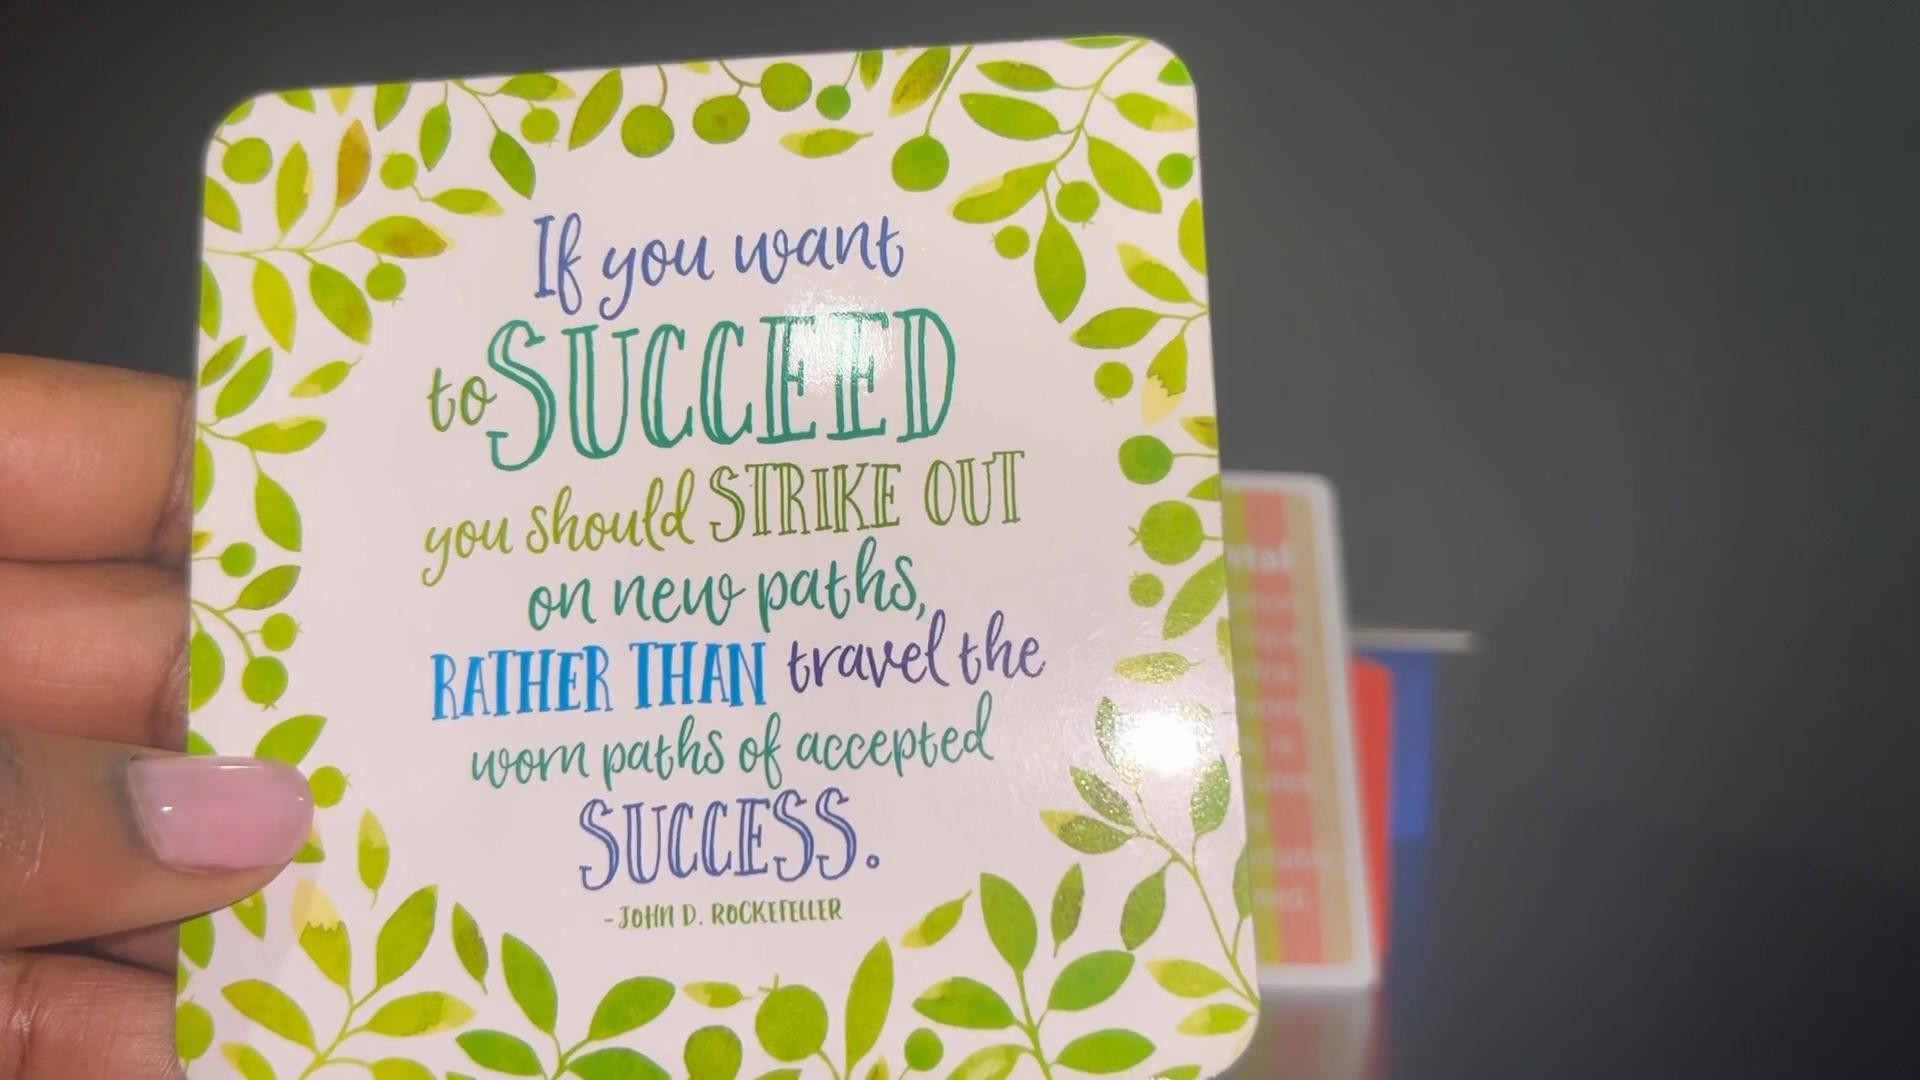 If you want
to SUCCEED
you should STRIKE OUT
on new paths,
RATHER THAN travel the
worn paths of accepted
SUCCESS.
-JOHN D. ROCKEFELLER